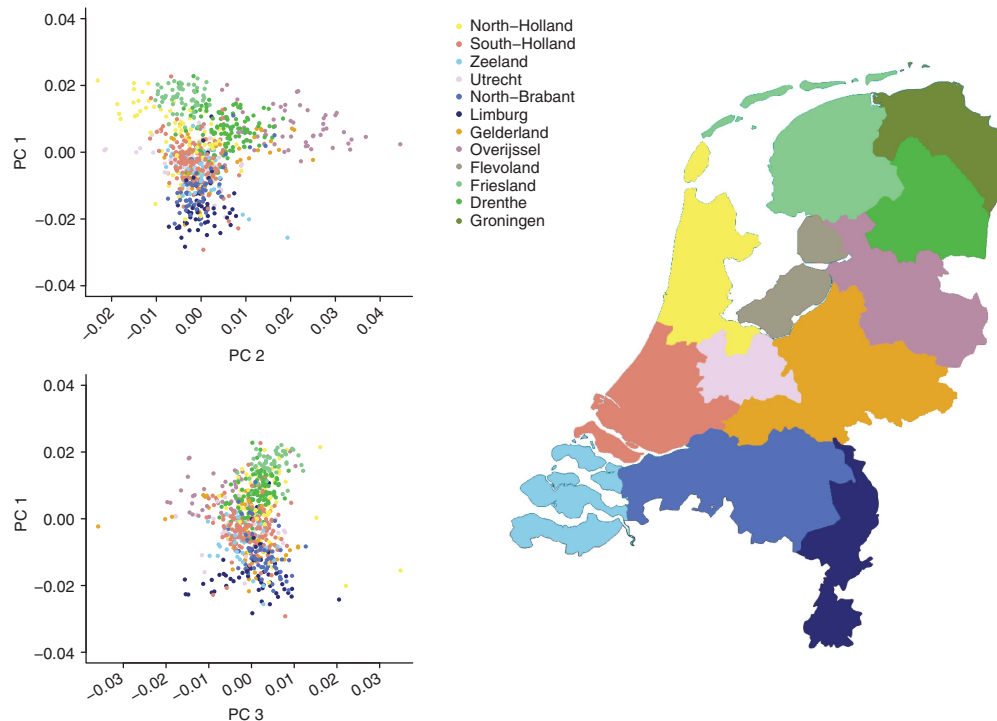 0.04
0.02
0.00
−0.02
−0.04
PC 1
−0.02 −0.01 0.00 0.01 0.02 0.03 0.04
PC 2
0.04
0.02
0.00
−0.02
−0.04
PC 1
−0.03 −0.02 −0.01 0.00 0.01 0.03 0.03
PC 3
North−Holland
South−Holland
Zeeland
Utrecht
North−Brabant
Limburg
Gelderland
Overijssel
Flevoland
Friesland
Drenthe
Groningen